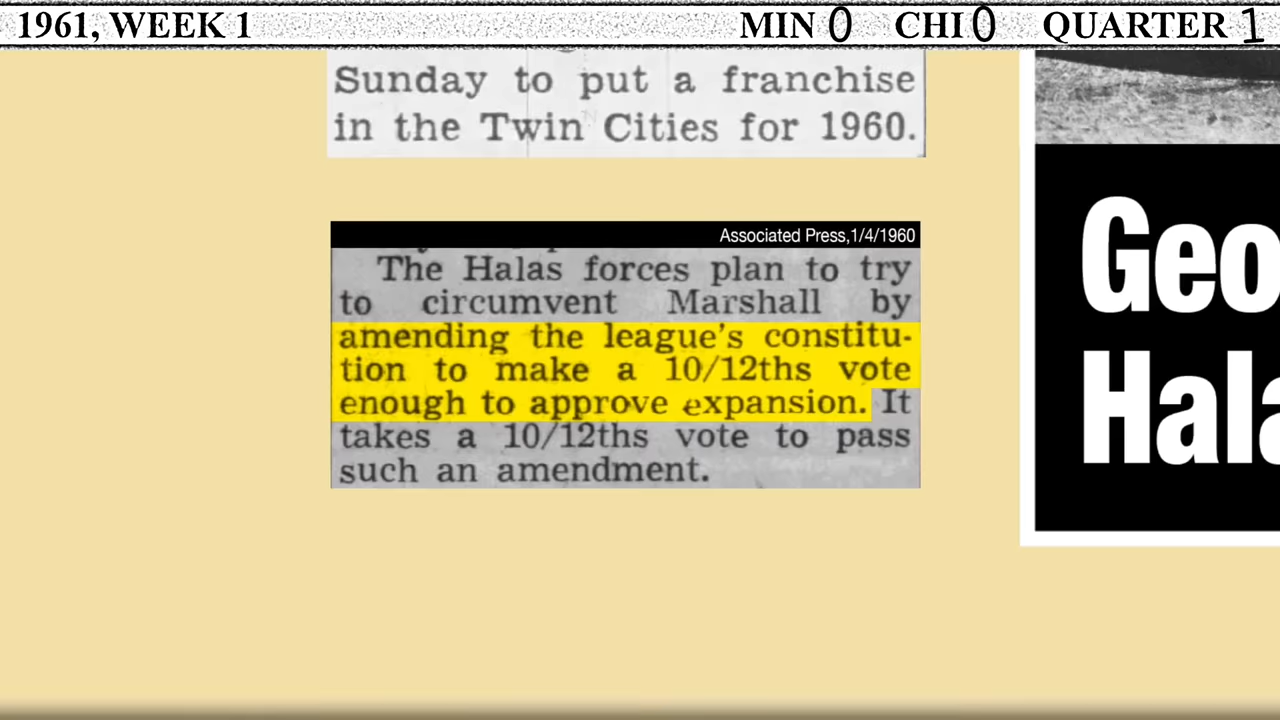 1961, WEEK 1 MIN 0 CHI 0 QUARTER 1
Sunday to put a franchise
in the Twin Cities for 1960.
Associated Press,1/4/1960
The Halas forces plan to try
to circumvent Marshall by
amending the league's constitu-
tion to make a 10/12ths vote
enough to approve expansion. It
takes a 10/12ths vote to pass
such an amendment.
Geo
Hala